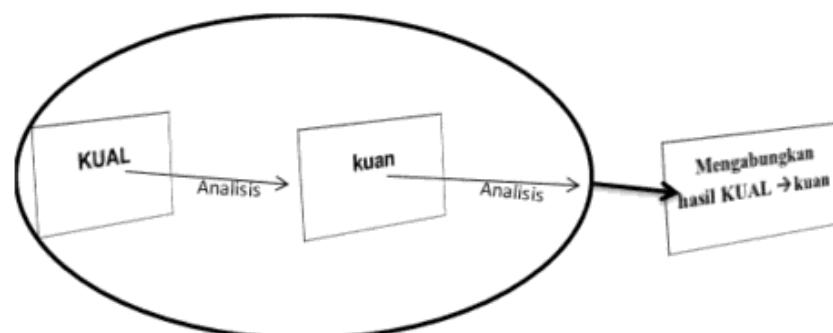 KUAL
Analisis
kuan
Analisis
Mengabungkan
hasil KUAL → kuan